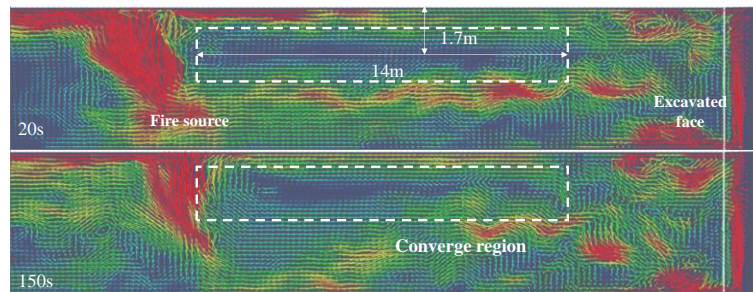 1.7m
14m
Fire source
Excavated
face
20s
Converge region
150s